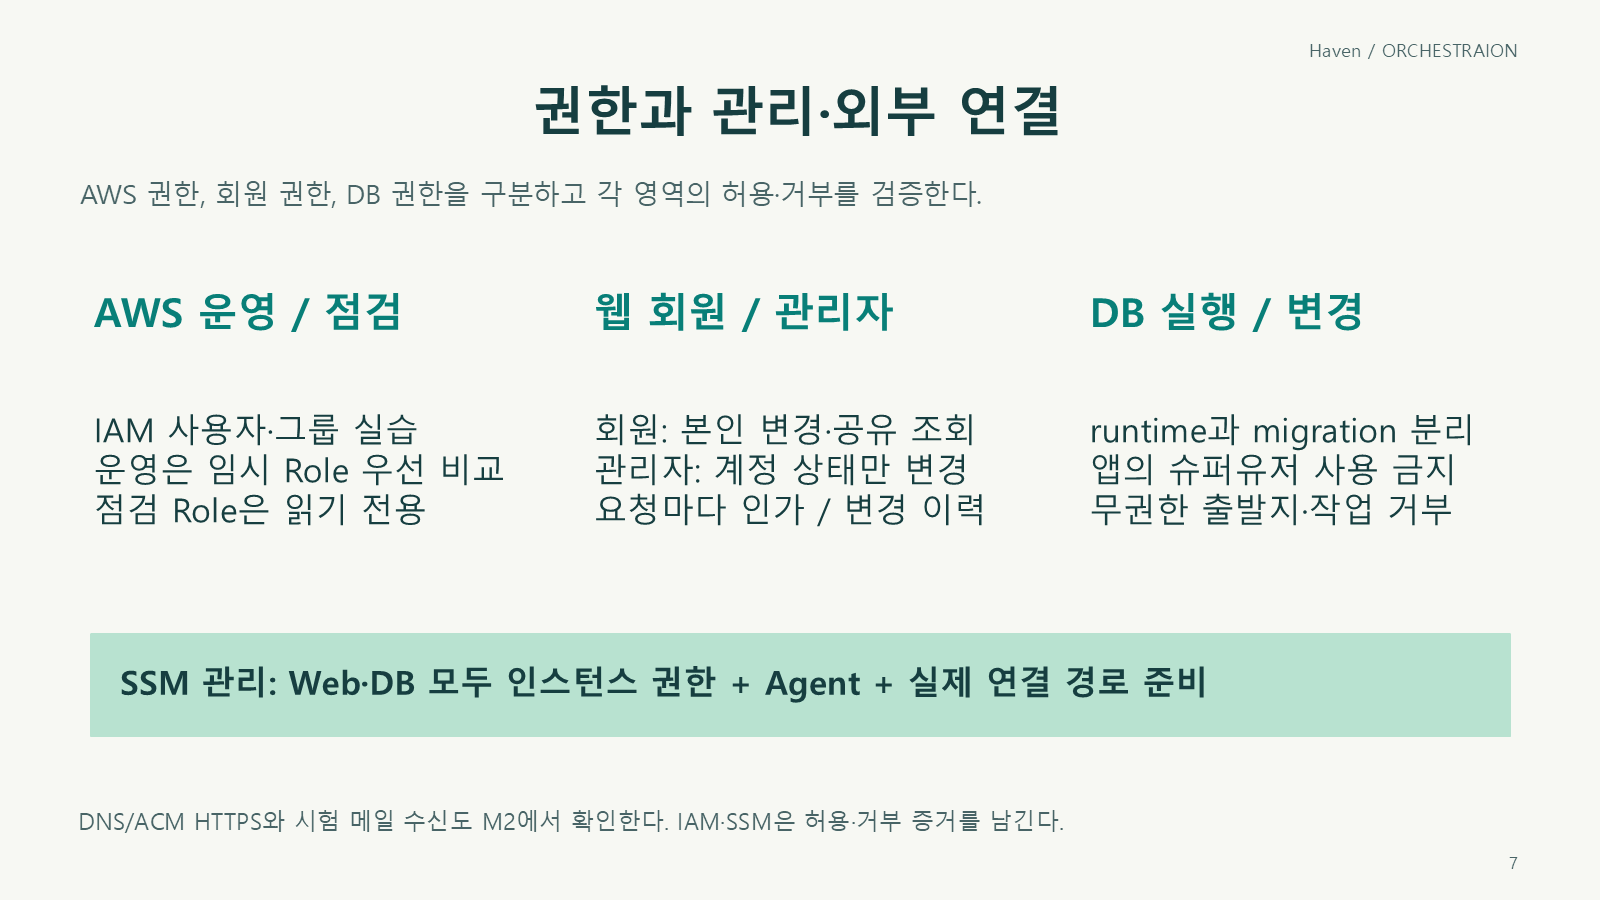 Haven / ORCHESTRAION
권한과 관리·외부 연결
AWS 권한, 회원 권한, DB 권한을 구분하고 각 영역의 허용·거부를 검증한다.
AWS 운영 / 점검
IAM 사용자·그룹 실습
운영은 임시 Role 우선 비교
점검 Role은 읽기 전용
웹 회원 / 관리자
회원: 본인 변경·공유 조회
관리자: 계정 상태만 변경
요청마다 인가 / 변경 이력
DB 실행 / 변경
runtime과 migration 분리
앱의 슈퍼유저 사용 금지
무권한 출발지·작업 거부
SSM 관리: Web·DB 모두 인스턴스 권한 + Agent + 실제 연결 경로 준비
DNS/ACM HTTPS와 시험 메일 수신도 M2에서 확인한다. IAM·SSM은 허용·거부 증거를 남긴다.
7